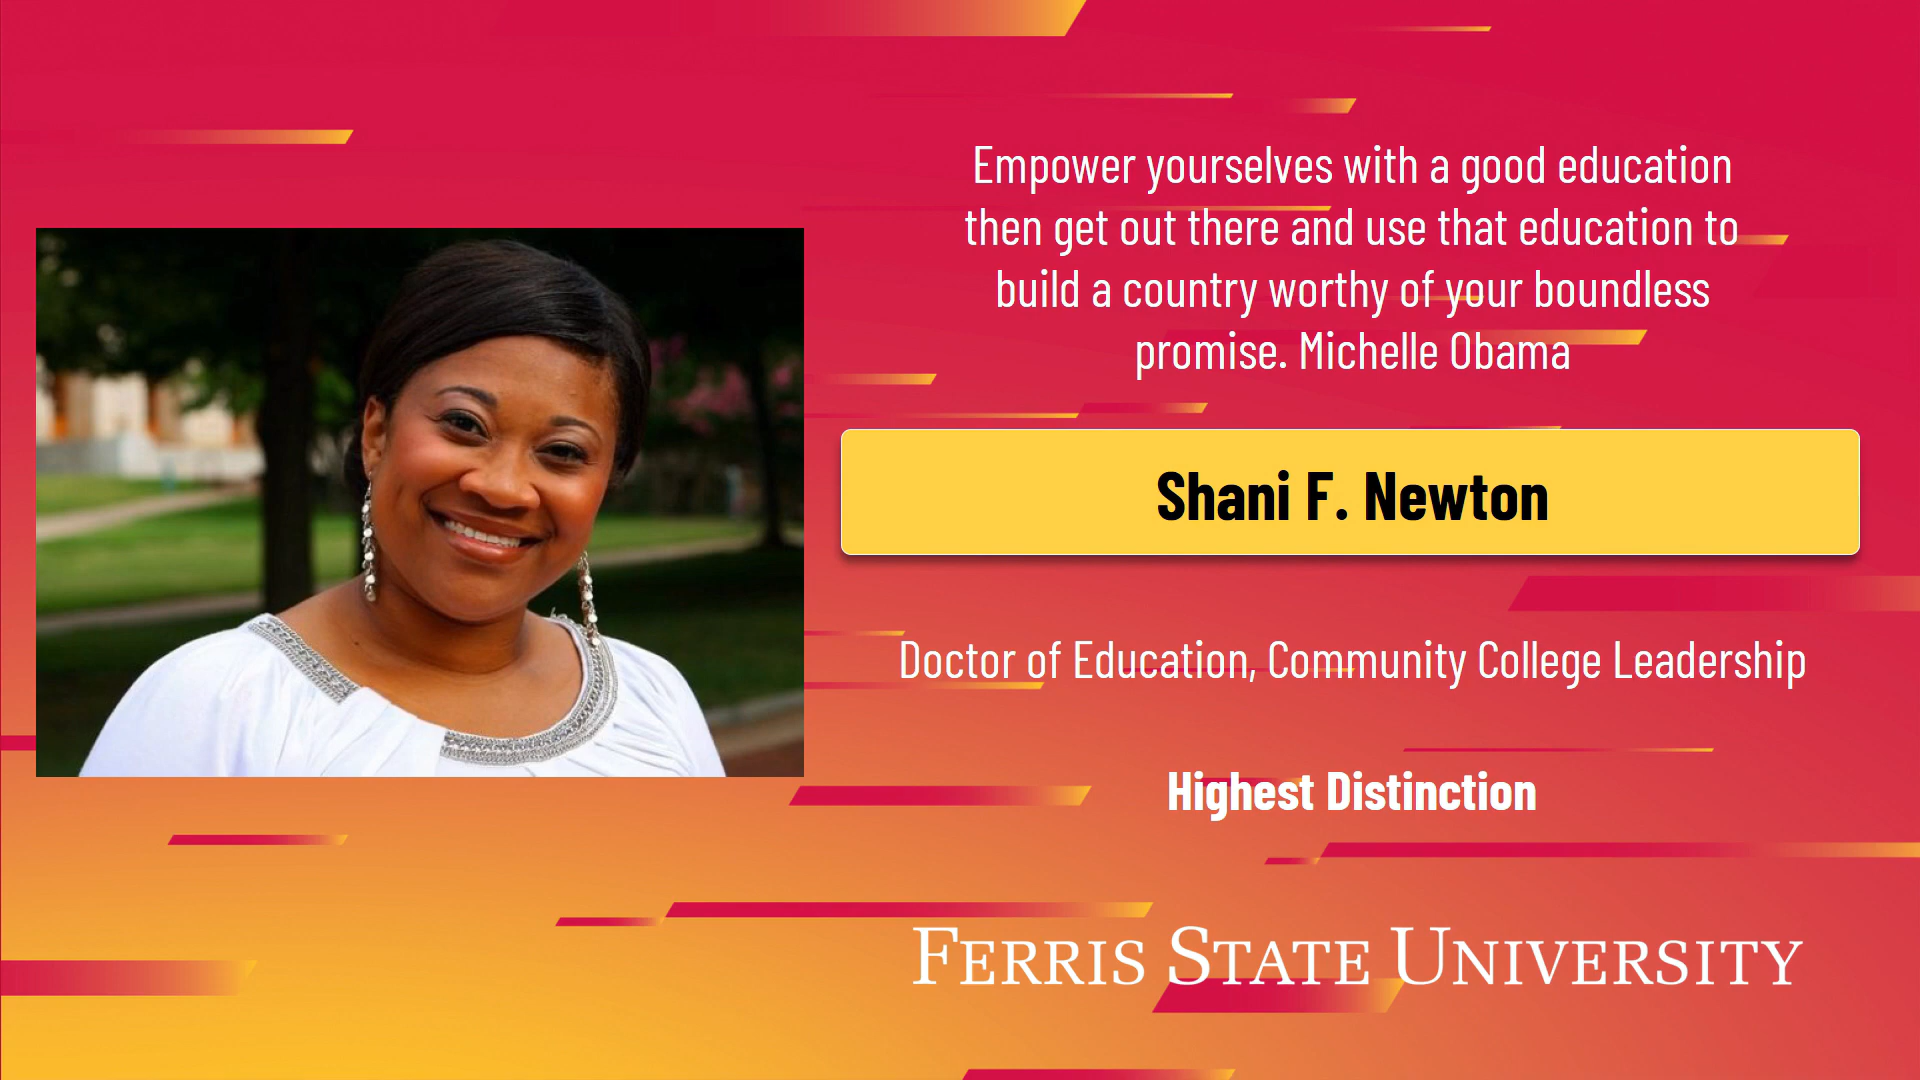 Empower yourselves with a good education
then get out there and use that education to
build a country worthy of your boundless
promise. Michelle Obama
Shani F. Newton
Doctor of Education, Community College Leadership
Highest Distinction
FERRIS STATE UNIVERSITY